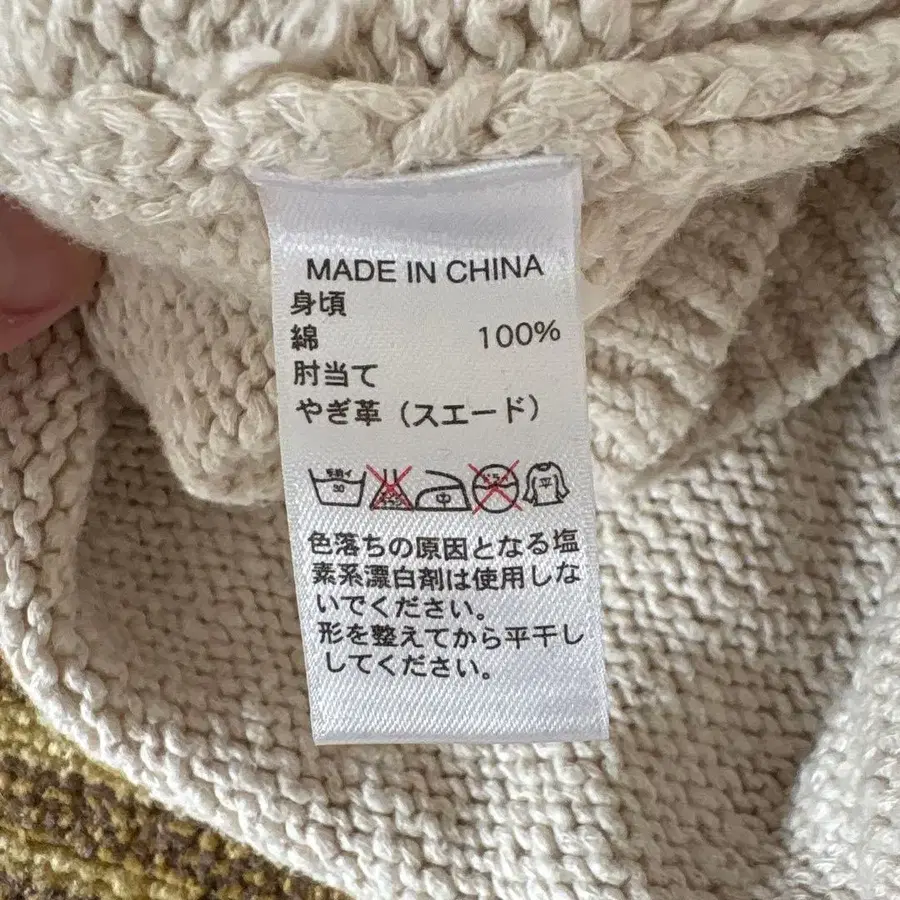 MADE IN CHINA
身頃
綿 100%
肘当て
やぎ革（スエード）
30 中 平
色落ちの原因となる塩
素系漂白剤は使用しな
いでください。
形を整えてから平干し
してください。